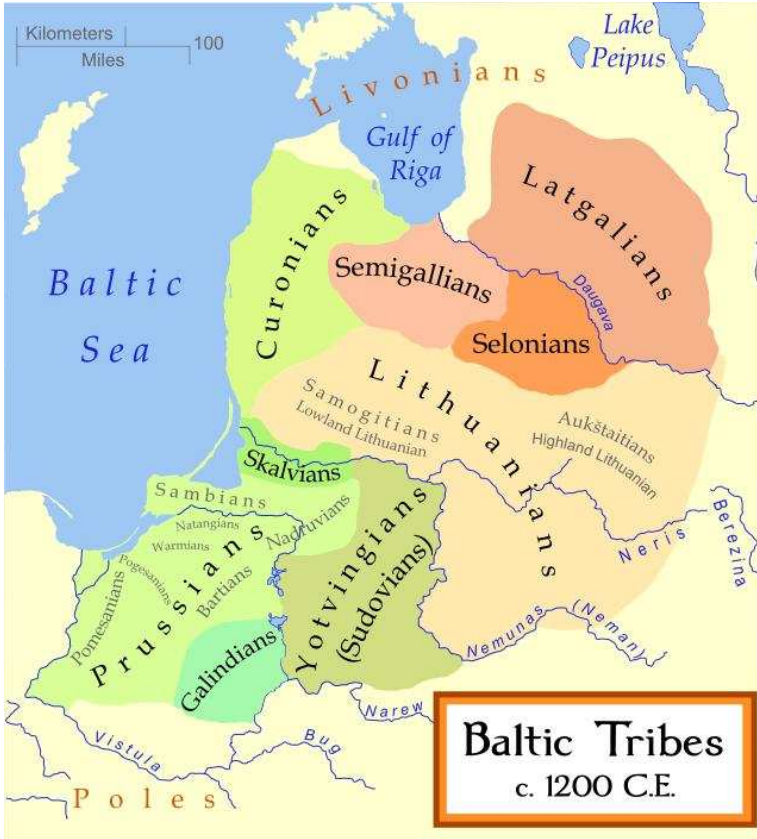 Kilometers
100
Miles
Lake
Peipus
Livonians
Gulf of
Riga
Latgalians
Curonians
Semigallians
Daugava
Baltic
Sea
Selonians
Lithuanians
Samogitians
Lowland Lithuanian
Aukštaitians
Highland Lithuanian
Skalvians
Sambians
Yotvingians
(Sudovians)
Natangians
Nadruvians
Warmians
Prussians
Pogesanians
Bartians
Pomesanians
Neris
Berezina
Nemunas (Neman)
Galindians
Narew
Bug
Vistula
Poles
Baltic Tribes
c. 1200 C.E.